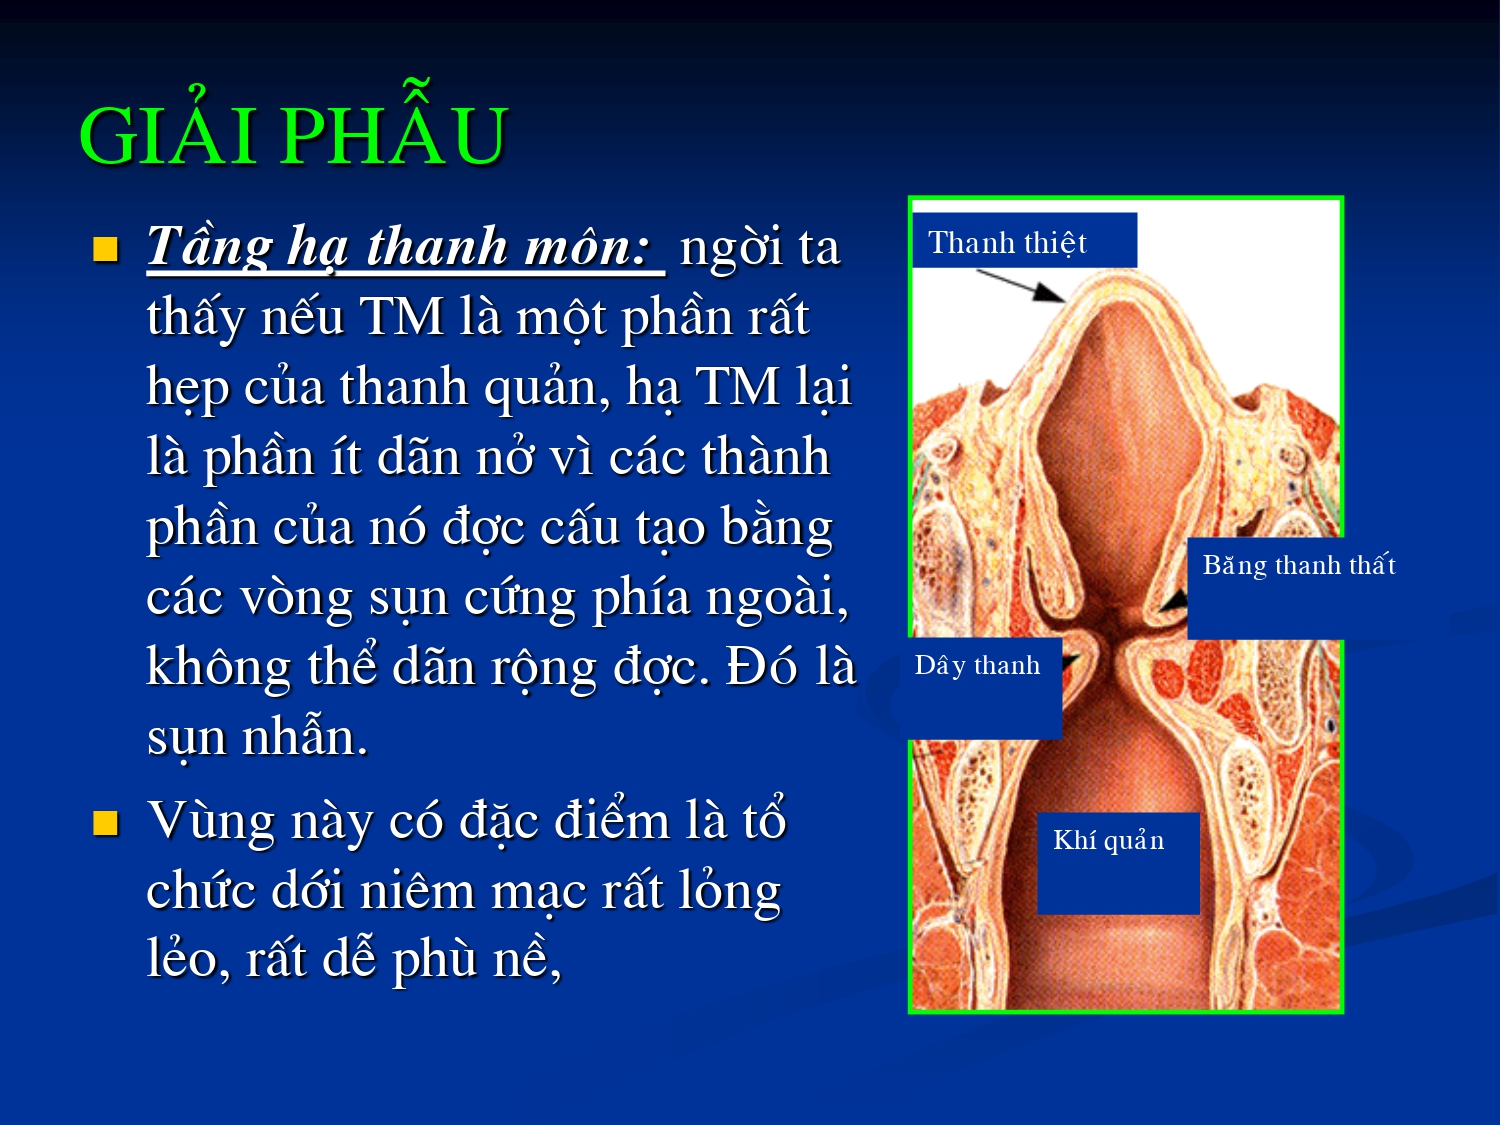 GIẢI PHẪU
Tầng hạ thanh môn: ngời ta
thấy nếu TM là một phần rất
hẹp của thanh quản, hạ TM lại
là phần ít dãn nở vì các thành
phần của nó đợc cấu tạo bằng
các vòng sụn cứng phía ngoài,
không thể dãn rộng đợc. Đó là
sụn nhẫn.
Vùng này có đặc điểm là tổ
chức dới niêm mạc rất lỏng
lẻo, rất dễ phù nề,
Thanh thiệt
Băng thanh thất
Dây thanh
Khí quản